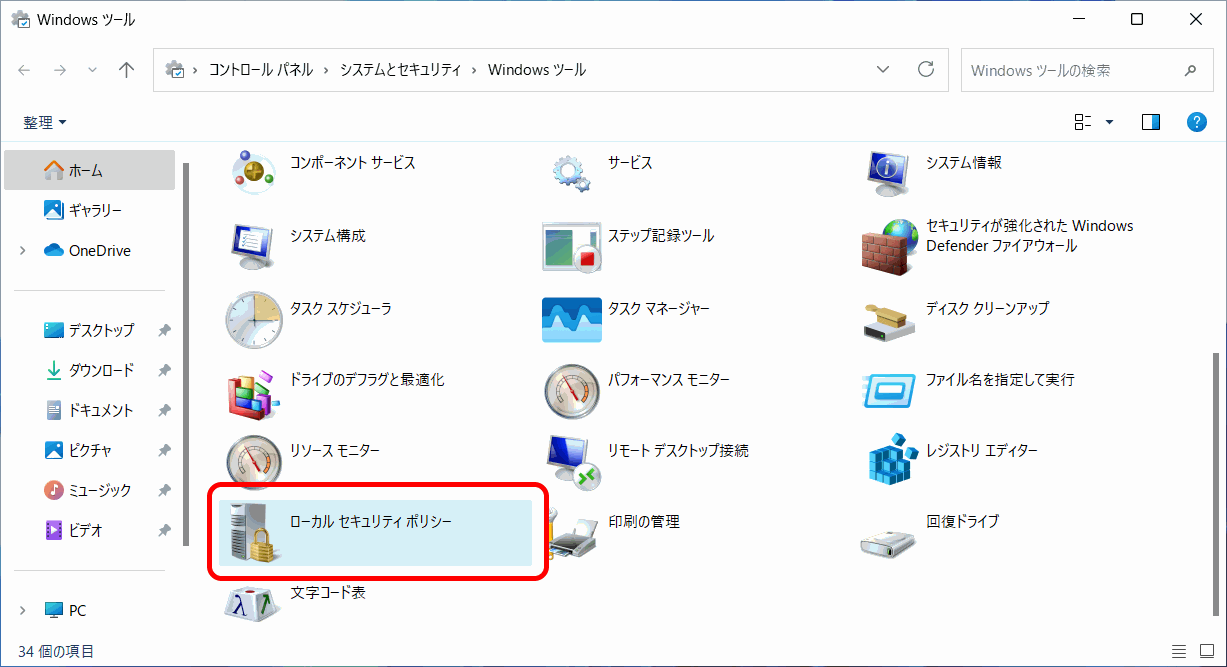 Windows ツール
コントロール パネル › システムとセキュリティ › Windows ツール
Windows ツールの検索
整理
ホーム
ギャラリー
OneDrive
デスクトップ
ダウンロード
ドキュメント
ピクチャ
ミュージック
ビデオ
PC
コンポーネント サービス
サービス
システム情報
システム構成
ステップ記録ツール
セキュリティが強化された Windows
Defender ファイアウォール
タスク スケジューラ
タスク マネージャー
ディスク クリーンアップ
ドライブのデフラグと最適化
パフォーマンス モニター
ファイル名を指定して実行
リソース モニター
リモート デスクトップ接続
レジストリ エディター
ローカル セキュリティ ポリシー
印刷の管理
回復ドライブ
文字コード表
34 個の項目